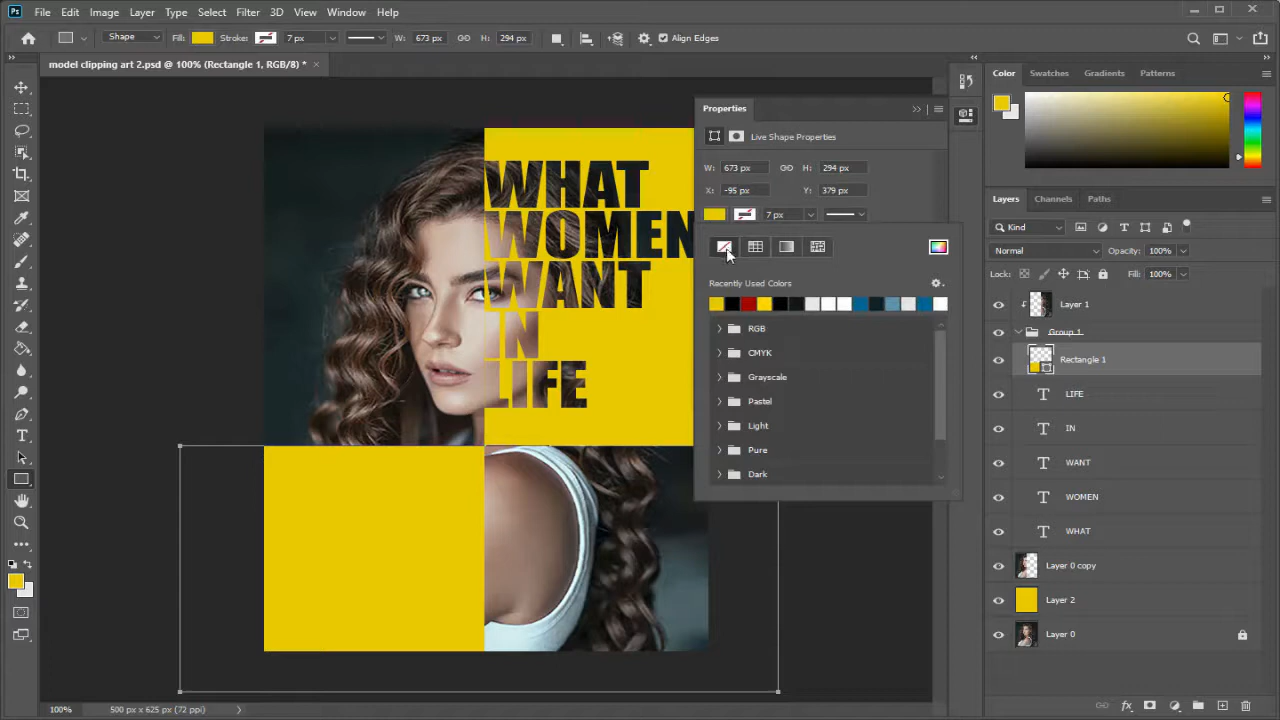 Ps File Edit Image Layer Type Select Filter 3D View Window Help
Shape Fill: Stroke: 7 px W: 673 px H: 294 px Align Edges
model clipping art 2.psd @ 100% (Rectangle 1, RGB/8) *
WHAT
WOMEN
WANT
IN
LIFE
Properties
Live Shape Properties
W: 673 px H: 294 px
X: -95 px Y: 379 px
7 px
Recently Used Colors
RGB
CMYK
Grayscale
Pastel
Light
Pure
Dark
Color Swatches Gradients Patterns
Layers Channels Paths
Kind
Normal Opacity: 100%
Lock: Fill: 100%
Layer 1
Group 1
Rectangle 1
T LIFE
T IN
T WANT
T WOMEN
T WHAT
Layer 0 copy
Layer 2
Layer 0
100% 500 px x 625 px (72 ppi)